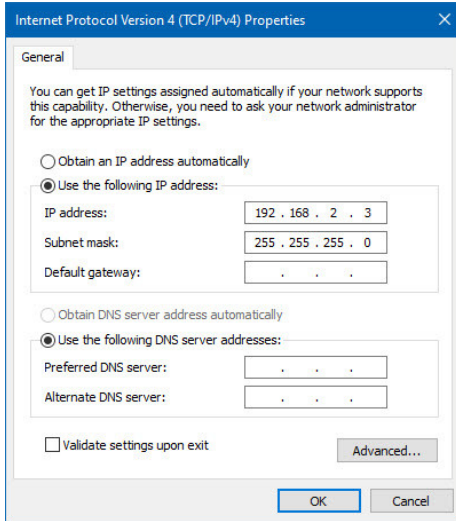 Internet Protocol Version 4 (TCP/IPv4) Properties
General
You can get IP settings assigned automatically if your network supports
this capability. Otherwise, you need to ask your network administrator
for the appropriate IP settings.
Obtain an IP address automatically
Use the following IP address:
IP address: 192 . 168 . 2 . 3
Subnet mask: 255 . 255 . 255 . 0
Default gateway: . . .
Obtain DNS server address automatically
Use the following DNS server addresses:
Preferred DNS server: . . .
Alternate DNS server: . . .
Validate settings upon exit
Advanced...
OK Cancel